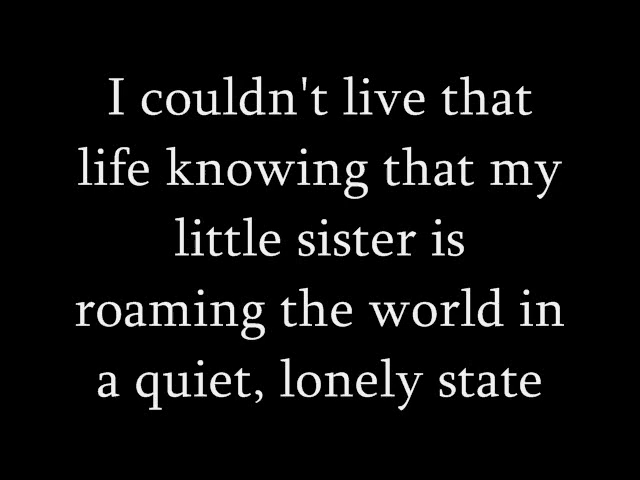 I couldn't live that
life knowing that my
little sister is
roaming the world in
a quiet, lonely state